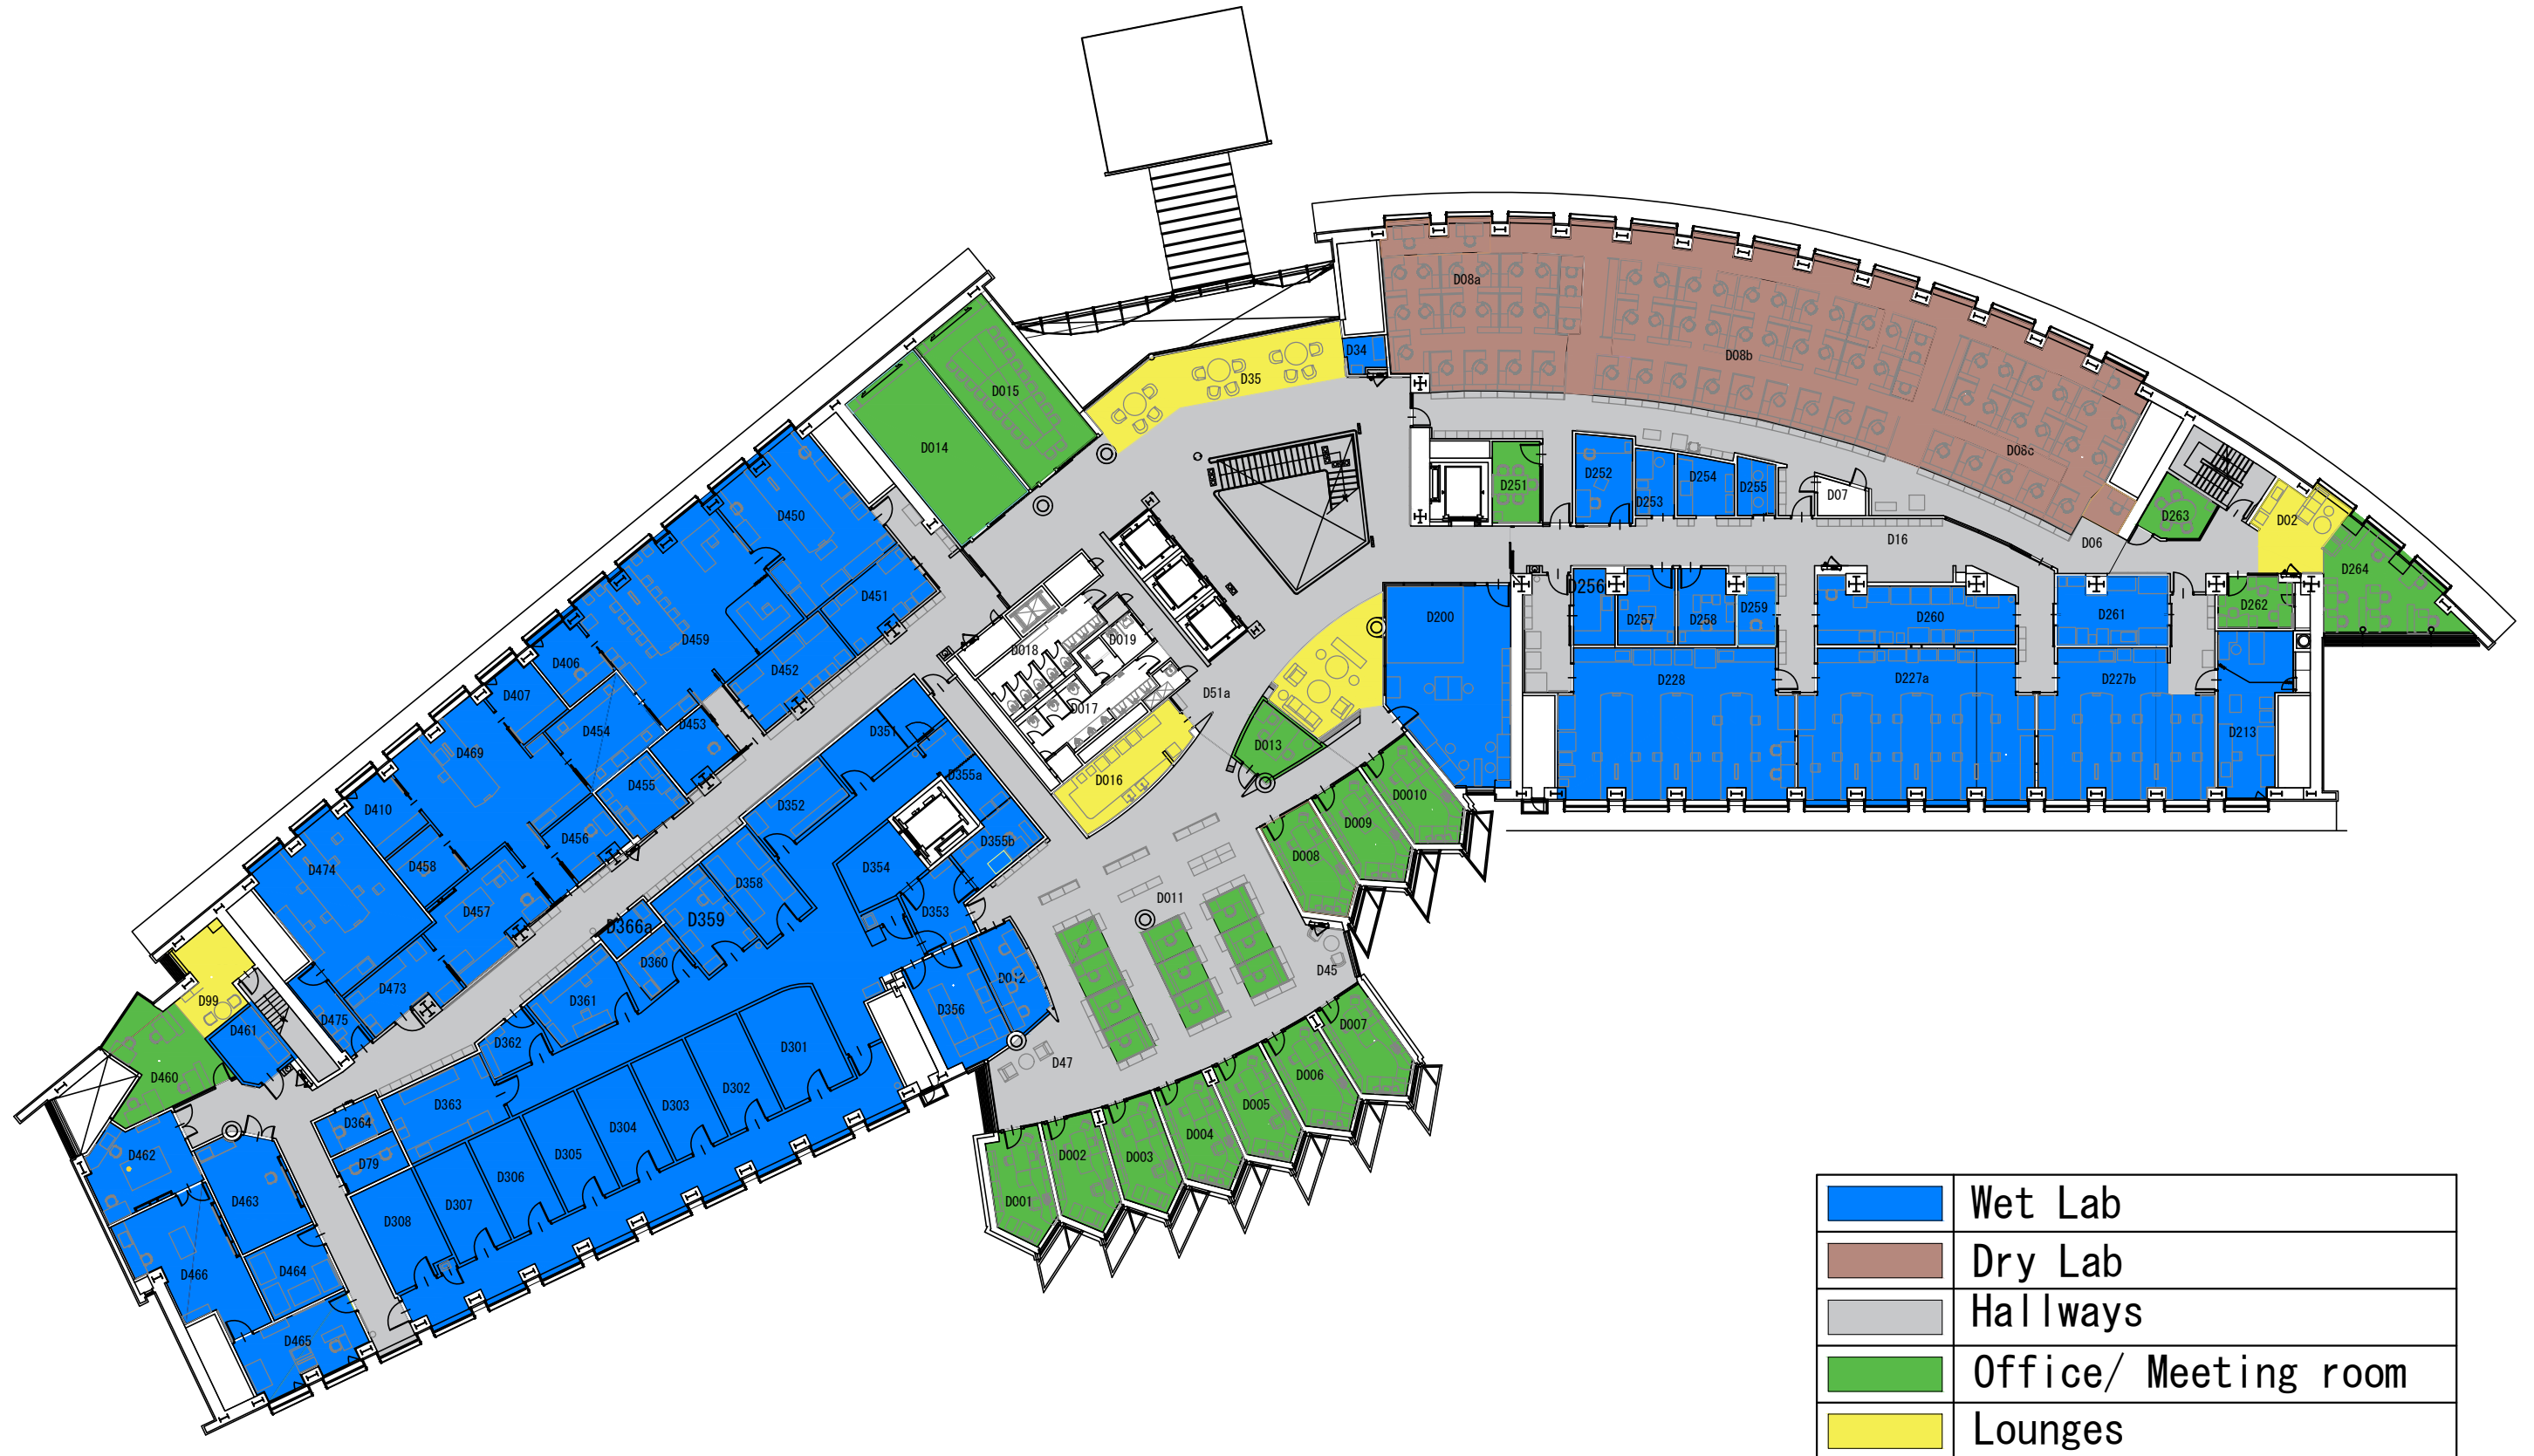 D08a
D34
D08b
D35
D015
D014
D08c
D251
D252
D253
D254
D255
D07
D263
D02
D450
D16
D06
D264
D256
D451
D459
D200
D257
D258
D259
D260
D261
D262
D019
D018
D406
D452
D407
D228
D227a
D227b
D51a
D017
D453
D454
D351
D213
D469
D013
D355a
D016
D455
D0010
D410
D352
D009
D456
D355b
D008
D458
D474
D354
D358
D011
D457
D353
D359
D366a
D360
D45
D012
D473
D99
D361
D356
D007
D475
D461
D362
D301
D47
D006
D460
D302
D363
D303
D005
D364
D304
D004
D462
D305
D002
D003
D79
D306
D463
D307
D001
D308
D466
D464
D465
Wet Lab
Dry Lab
Hallways
Office/ Meeting room
Lounges